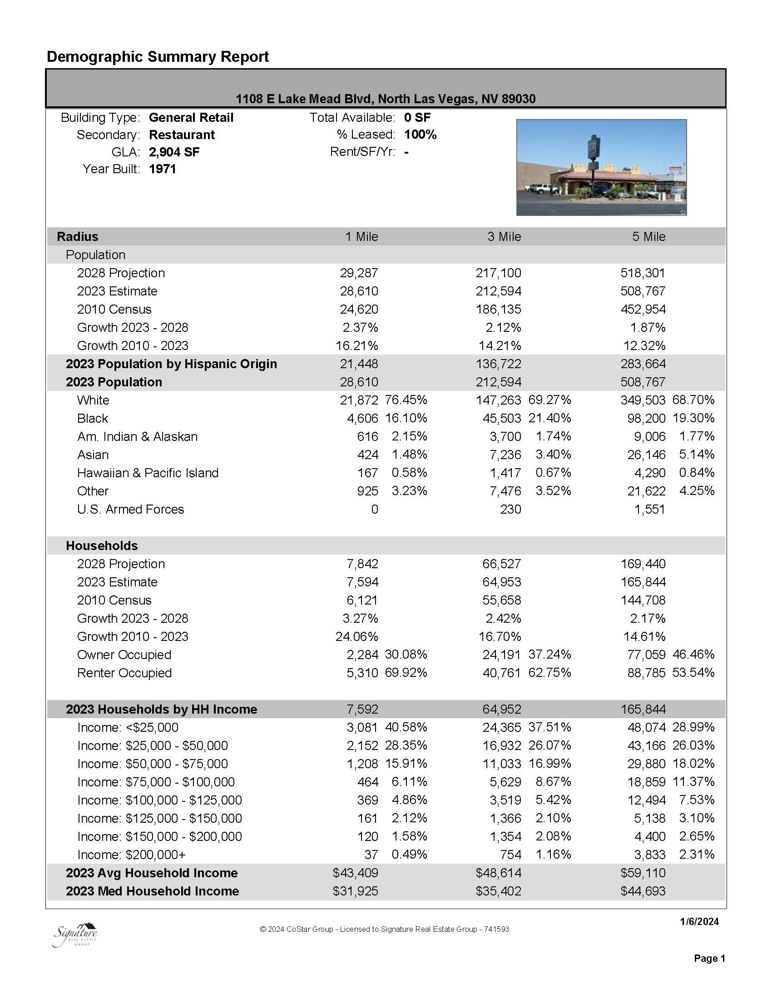 Demographic Summary Report
1108 E Lake Mead Blvd, North Las Vegas, NV 89030
Building Type: General Retail Total Available: 0 SF
Secondary: Restaurant % Leased: 100%
GLA: 2,904 SF Rent/SF/Yr: -
Year Built: 1971
Radius 1 Mile 3 Mile 5 Mile
Population
2028 Projection 29,287 217,100 518,301
2023 Estimate 28,610 212,594 508,767
2010 Census 24,620 186,135 452,954
Growth 2023 - 2028 2.37% 2.12% 1.87%
Growth 2010 - 2023 16.21% 14.21% 12.32%
2023 Population by Hispanic Origin 21,448 136,722 283,664
2023 Population 28,610 212,594 508,767
White 21,872 76.45% 147,263 69.27% 349,503 68.70%
Black 4,606 16.10% 45,503 21.40% 98,200 19.30%
Am. Indian & Alaskan 616 2.15% 3,700 1.74% 9,006 1.77%
Asian 424 1.48% 7,236 3.40% 26,146 5.14%
Hawaiian & Pacific Island 167 0.58% 1,417 0.67% 4,290 0.84%
Other 925 3.23% 7,476 3.52% 21,622 4.25%
U.S. Armed Forces 0 230 1,551
Households
2028 Projection 7,842 66,527 169,440
2023 Estimate 7,594 64,953 165,844
2010 Census 6,121 55,658 144,708
Growth 2023 - 2028 3.27% 2.42% 2.17%
Growth 2010 - 2023 24.06% 16.70% 14.61%
Owner Occupied 2,284 30.08% 24,191 37.24% 77,059 46.46%
Renter Occupied 5,310 69.92% 40,761 62.75% 88,785 53.54%
2023 Households by HH Income 7,592 64,952 165,844
Income: <$25,000 3,081 40.58% 24,365 37.51% 48,074 28.99%
Income: $25,000 - $50,000 2,152 28.35% 16,932 26.07% 43,166 26.03%
Income: $50,000 - $75,000 1,208 15.91% 11,033 16.99% 29,880 18.02%
Income: $75,000 - $100,000 464 6.11% 5,629 8.67% 18,859 11.37%
Income: $100,000 - $125,000 369 4.86% 3,519 5.42% 12,494 7.53%
Income: $125,000 - $150,000 161 2.12% 1,366 2.10% 5,138 3.10%
Income: $150,000 - $200,000 120 1.58% 1,354 2.08% 4,400 2.65%
Income: $200,000+ 37 0.49% 754 1.16% 3,833 2.31%
2023 Avg Household Income $43,409 $48,614 $59,110
2023 Med Household Income $31,925 $35,402 $44,693
1/6/2024
Signature
REAL ESTATE
GROUP
© 2024 CoStar Group - Licensed to Signature Real Estate Group - 741593.
Page 1